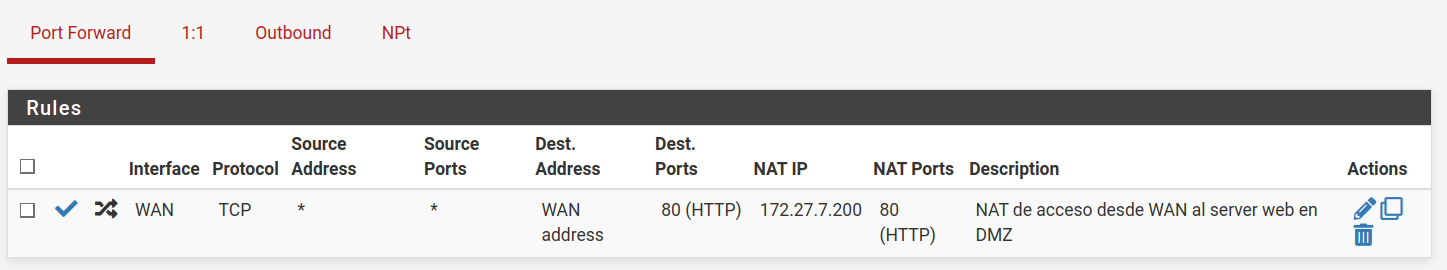 Port Forward 1:1 Outbound NPt
Rules
Interface Protocol Source Address Source Ports Dest. Address Dest. Ports NAT IP NAT Ports Description Actions
WAN TCP * * WAN address 80 (HTTP) 172.27.7.200 80 (HTTP) NAT de acceso desde WAN al server web en DMZ